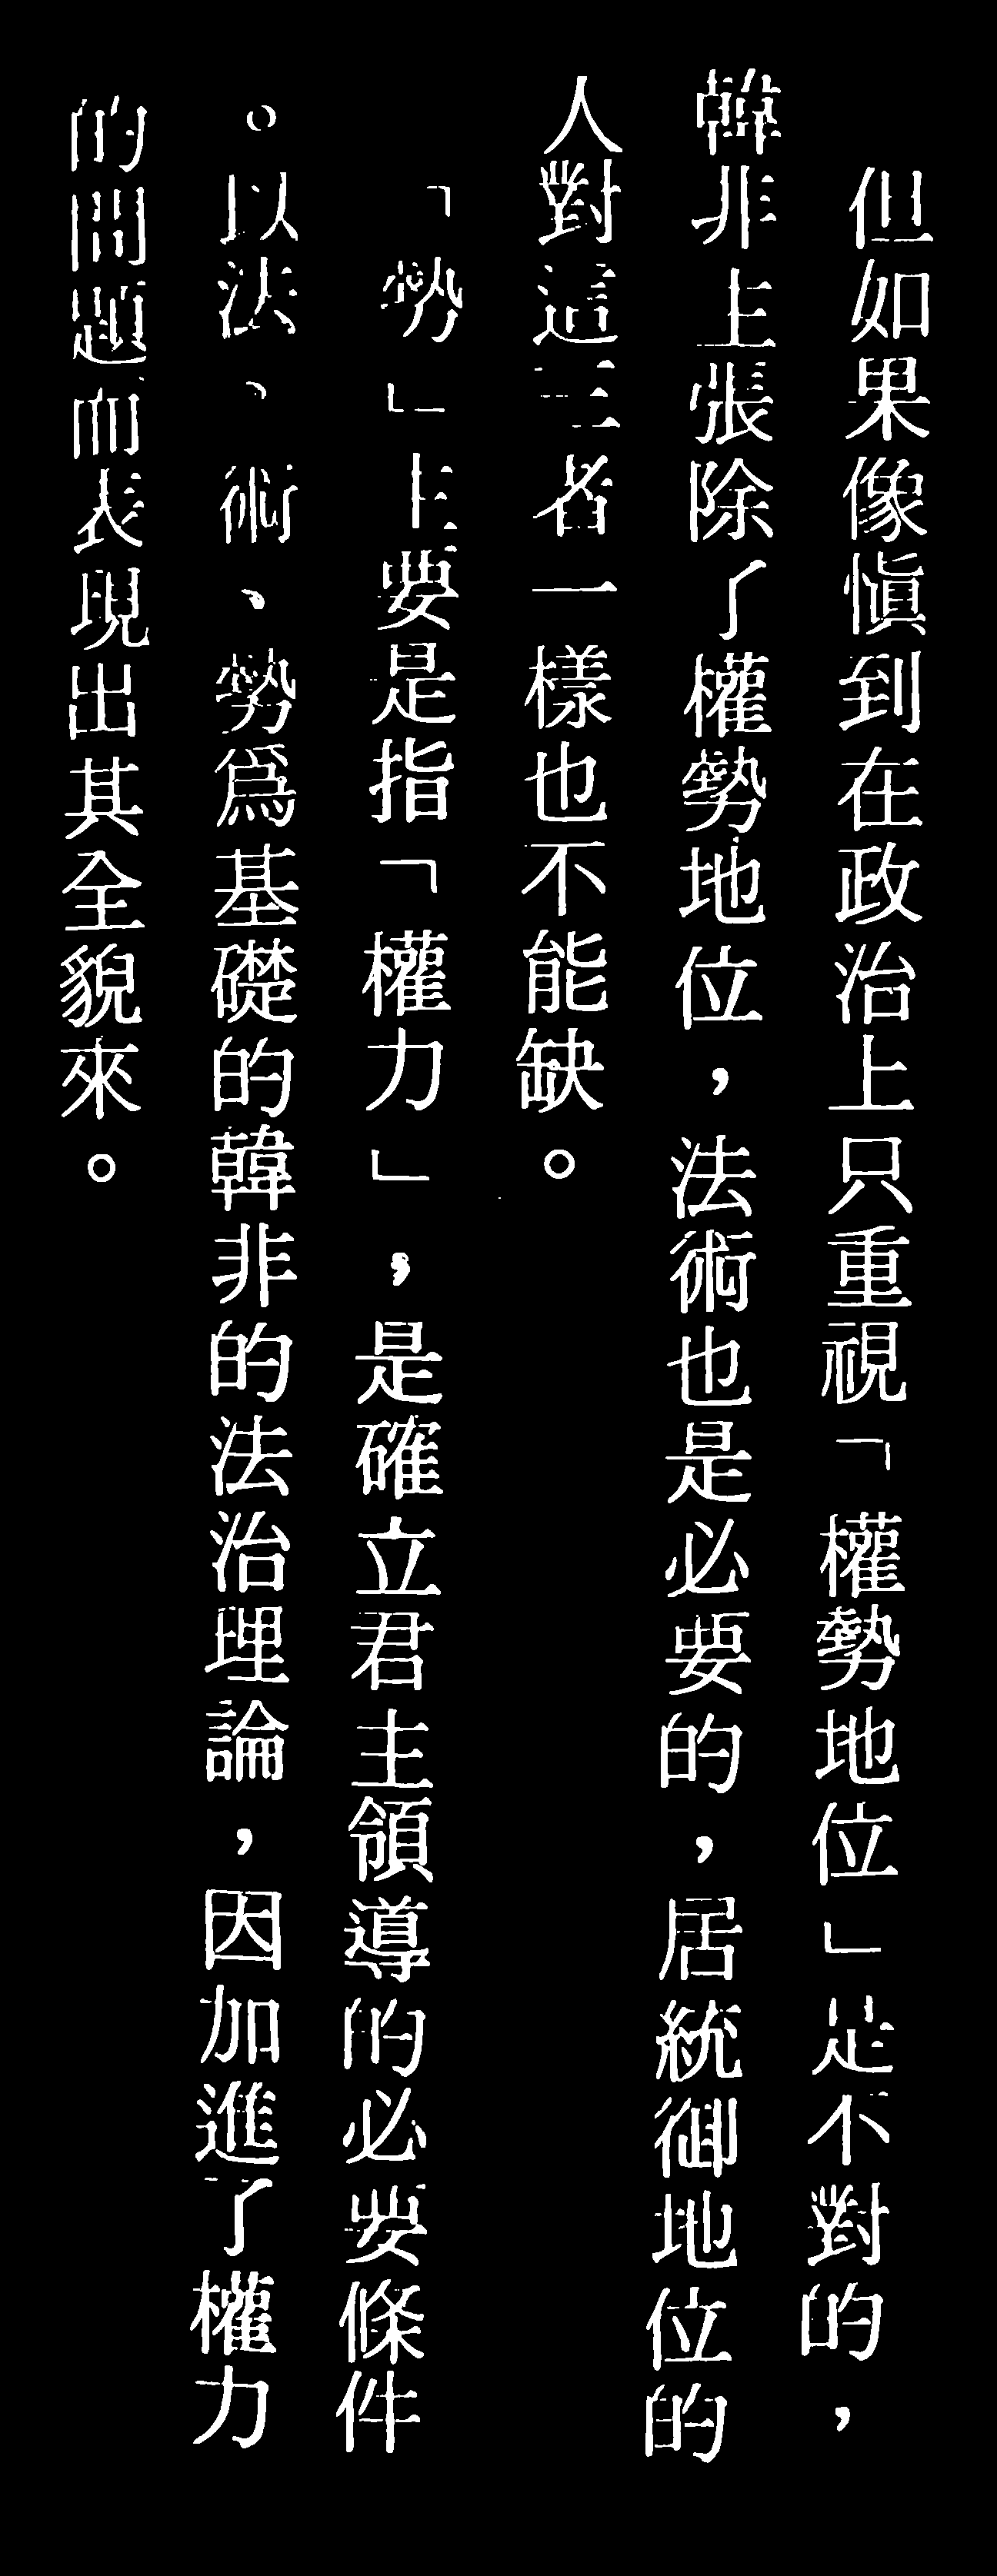 但如果像愼到在政治上只重視「權勢地位」是不對的，
韓非主張除了權勢地位，法術也是必要的，居統御地位的
人對這三者一樣也不能缺。
「勢」主要是指「權力」，是確立君主領導的必要條件
。以法、術、勢爲基礎的韓非的法治理論，因加進了權力
的問題而表現出其全貌來。